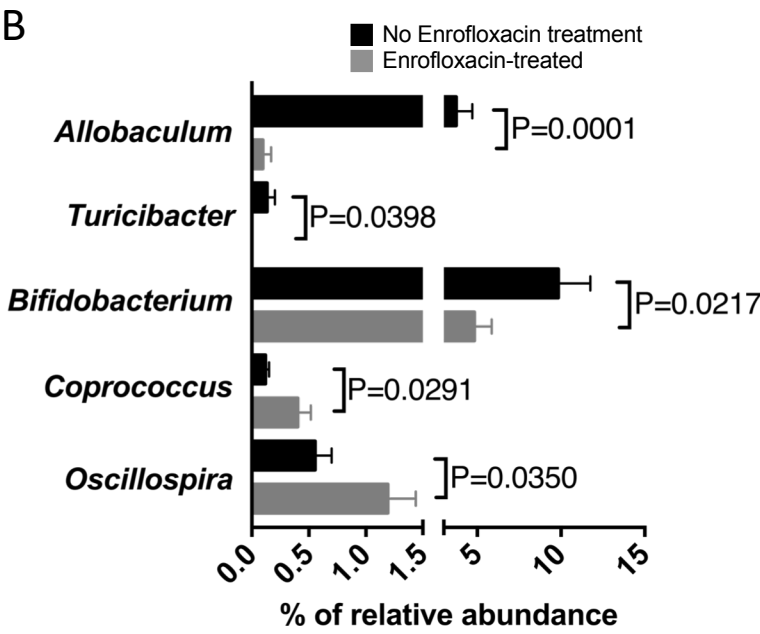 B
No Enrofloxacin treatment
Enrofloxacin-treated
Allobaculum
P=0.0001
Turicibacter
P=0.0398
Bifidobacterium
P=0.0217
Coprococcus
P=0.0291
Oscillospira
P=0.0350
0.0 0.5 1.0 1.5 5 10 15
% of relative abundance